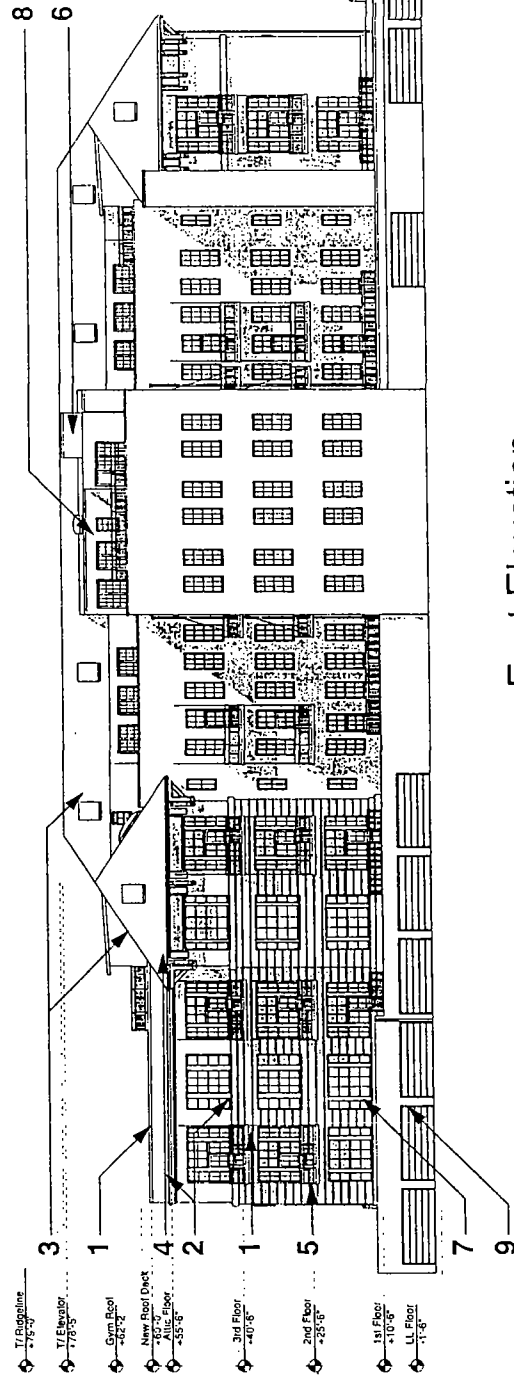 8
6
3
1
4
2
1
5
7
9
T/ Ridgeline
+79'-0"
T/ Elevator
+78'-5"
Gym Roof
+62'-2
New Roof Deck
+60'-0
Attic Floor
+55'-6"
3rd Floor
+40'-6"
2nd Floor
+25'-6"
1st Floor
+10'-6"
LL Floor
-1'-6"